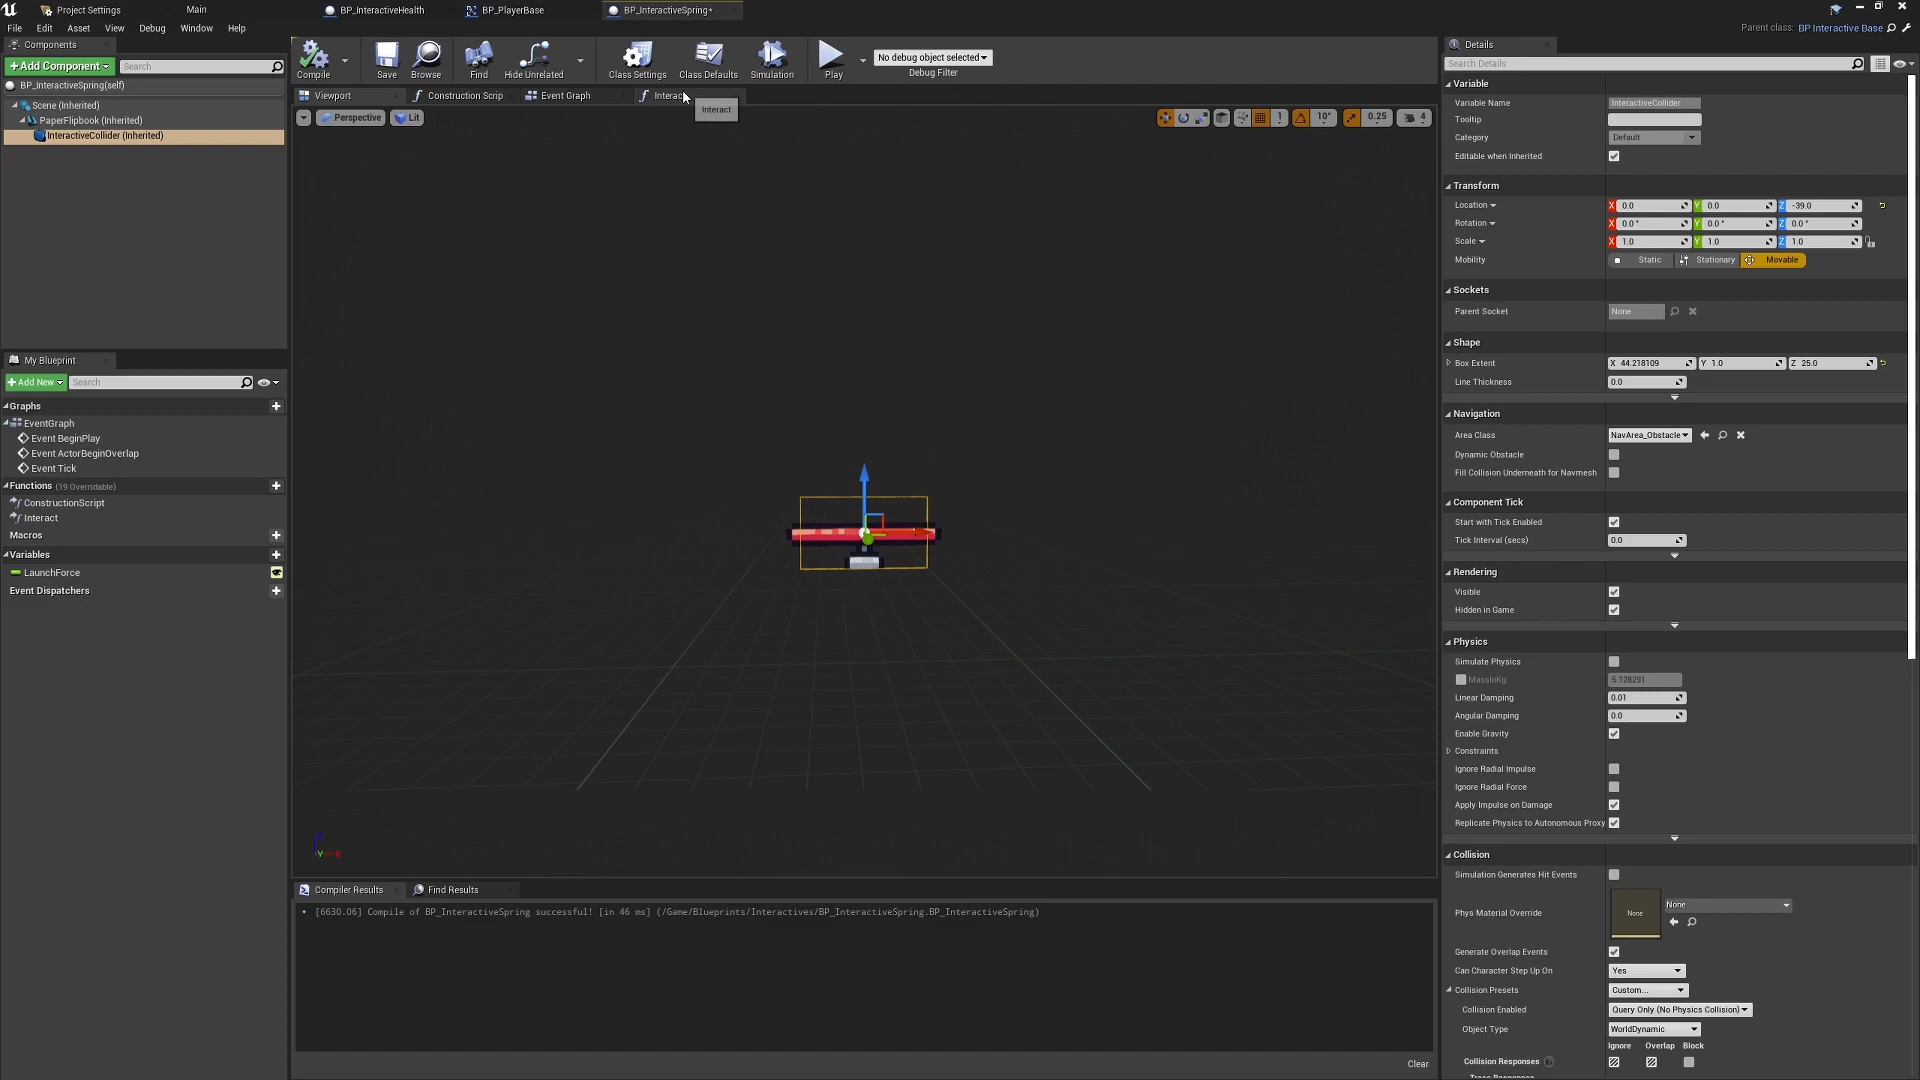 Project Settings
Main
BP_InteractiveHealth
BP_PlayerBase
BP_InteractiveSpring*
File
Edit
Asset
View
Debug
Window
Help
Parent class: BP Interactive Base
Components
+Add Component
Search
BP_InteractiveSpring(self)
Scene (Inherited)
PaperFlipbook (Inherited)
InteractiveCollider (Inherited)
My Blueprint
+Add New
Search
Graphs
EventGraph
Event BeginPlay
Event ActorBeginOverlap
Event Tick
Functions (19 Overridable)
ConstructionScript
Interact
Macros
Variables
LaunchForce
Event Dispatchers
Compile
Save
Browse
Find
Hide Unrelated
Class Settings
Class Defaults
Simulation
Play
No debug object selected
Debug Filter
Viewport
Construction Scrip
Event Graph
Interact
Interact
Perspective
Lit
1
10°
0.25
4
Compiler Results
Find Results
[6630.06] Compile of BP_InteractiveSpring successful! [in 46 ms] (/Game/Blueprints/Interactives/BP_InteractiveSpring.BP_InteractiveSpring)
Clear
Details
Search Details
Variable
Variable Name InteractiveCollider
Tooltip
Category Default
Editable when Inherited
Transform
Location X 0.0 Y 0.0 Z -39.0
Rotation X 0.0° Y 0.0° Z 0.0°
Scale X 1.0 Y 1.0 Z 1.0
Mobility Static Stationary Movable
Sockets
Parent Socket None
Shape
Box Extent X 44.218109 Y 1.0 Z 25.0
Line Thickness 0.0
Navigation
Area Class NavArea_Obstacle
Dynamic Obstacle
Fill Collision Underneath for Navmesh
Component Tick
Start with Tick Enabled
Tick Interval (secs) 0.0
Rendering
Visible
Hidden in Game
Physics
Simulate Physics
MassInKg 5.128291
Linear Damping 0.01
Angular Damping 0.0
Enable Gravity
Constraints
Ignore Radial Impulse
Ignore Radial Force
Apply Impulse on Damage
Replicate Physics to Autonomous Proxy
Collision
Simulation Generates Hit Events
Phys Material Override None None
Generate Overlap Events
Can Character Step Up On Yes
Collision Presets Custom...
Collision Enabled Query Only (No Physics Collision)
Object Type WorldDynamic
Ignore Overlap Block
Collision Responses